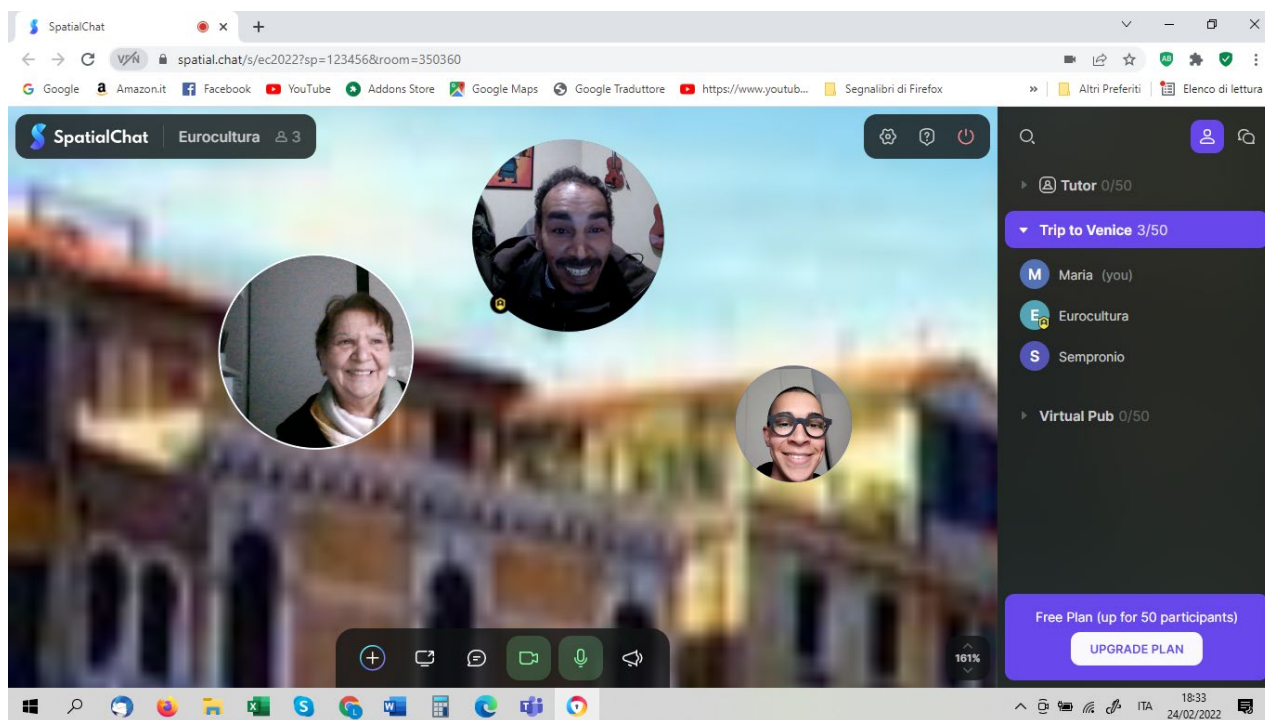 SpatialChat
VPN
spatial.chat/s/ec2022?sp=123456&room=350360
AB
Google
Amazon.it
Facebook
YouTube
Addons Store
Google Maps
Google Traduttore
https://www.youtub...
Segnalibri di Firefox
»
Altri Preferiti
Elenco di lettura
SpatialChat
Eurocultura 3
Tutor 0/50
Trip to Venice 3/50
M Maria (you)
E Eurocultura
S Sempronio
Virtual Pub 0/50
Free Plan (up for 50 participants)
UPGRADE PLAN
161%
ITA
18:33
24/02/2022